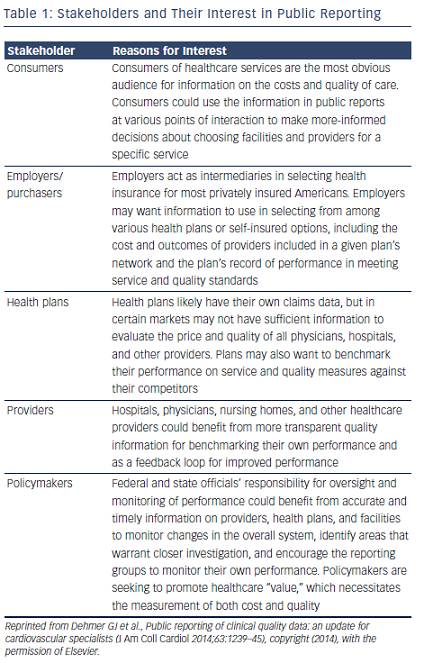 Table 1: Stakeholders and Their Interest in Public Reporting
Stakeholder Reasons for Interest
Consumers Consumers of healthcare services are the most obvious
audience for information on the costs and quality of care.
Consumers could use the information in public reports
at various points of interaction to make more-informed
decisions about choosing facilities and providers for a
specific service
Employers/ Employers act as intermediaries in selecting health
purchasers insurance for most privately insured Americans. Employers
may want information to use in selecting from among
various health plans or self-insured options, including the
cost and outcomes of providers included in a given plan's
network and the plan's record of performance in meeting
service and quality standards
Health plans Health plans likely have their own claims data, but in
certain markets may not have sufficient information to
evaluate the price and quality of all physicians, hospitals,
and other providers. Plans may also want to benchmark
their performance on service and quality measures against
their competitors
Providers Hospitals, physicians, nursing homes, and other healthcare
providers could benefit from more transparent quality
information for benchmarking their own performance and
as a feedback loop for improved performance
Policymakers Federal and state officials' responsibility for oversight and
monitoring of performance could benefit from accurate and
timely information on providers, health plans, and facilities
to monitor changes in the overall system, identify areas that
warrant closer investigation, and encourage the reporting
groups to monitor their own performance. Policymakers are
seeking to promote healthcare "value," which necessitates
the measurement of both cost and quality
Reprinted from Dehmer GJ et al., Public reporting of clinical quality data: an update for
cardiovascular specialists (J Am Coll Cardiol 2014;63:1239–45), copyright (2014), with the
permission of Elsevier.